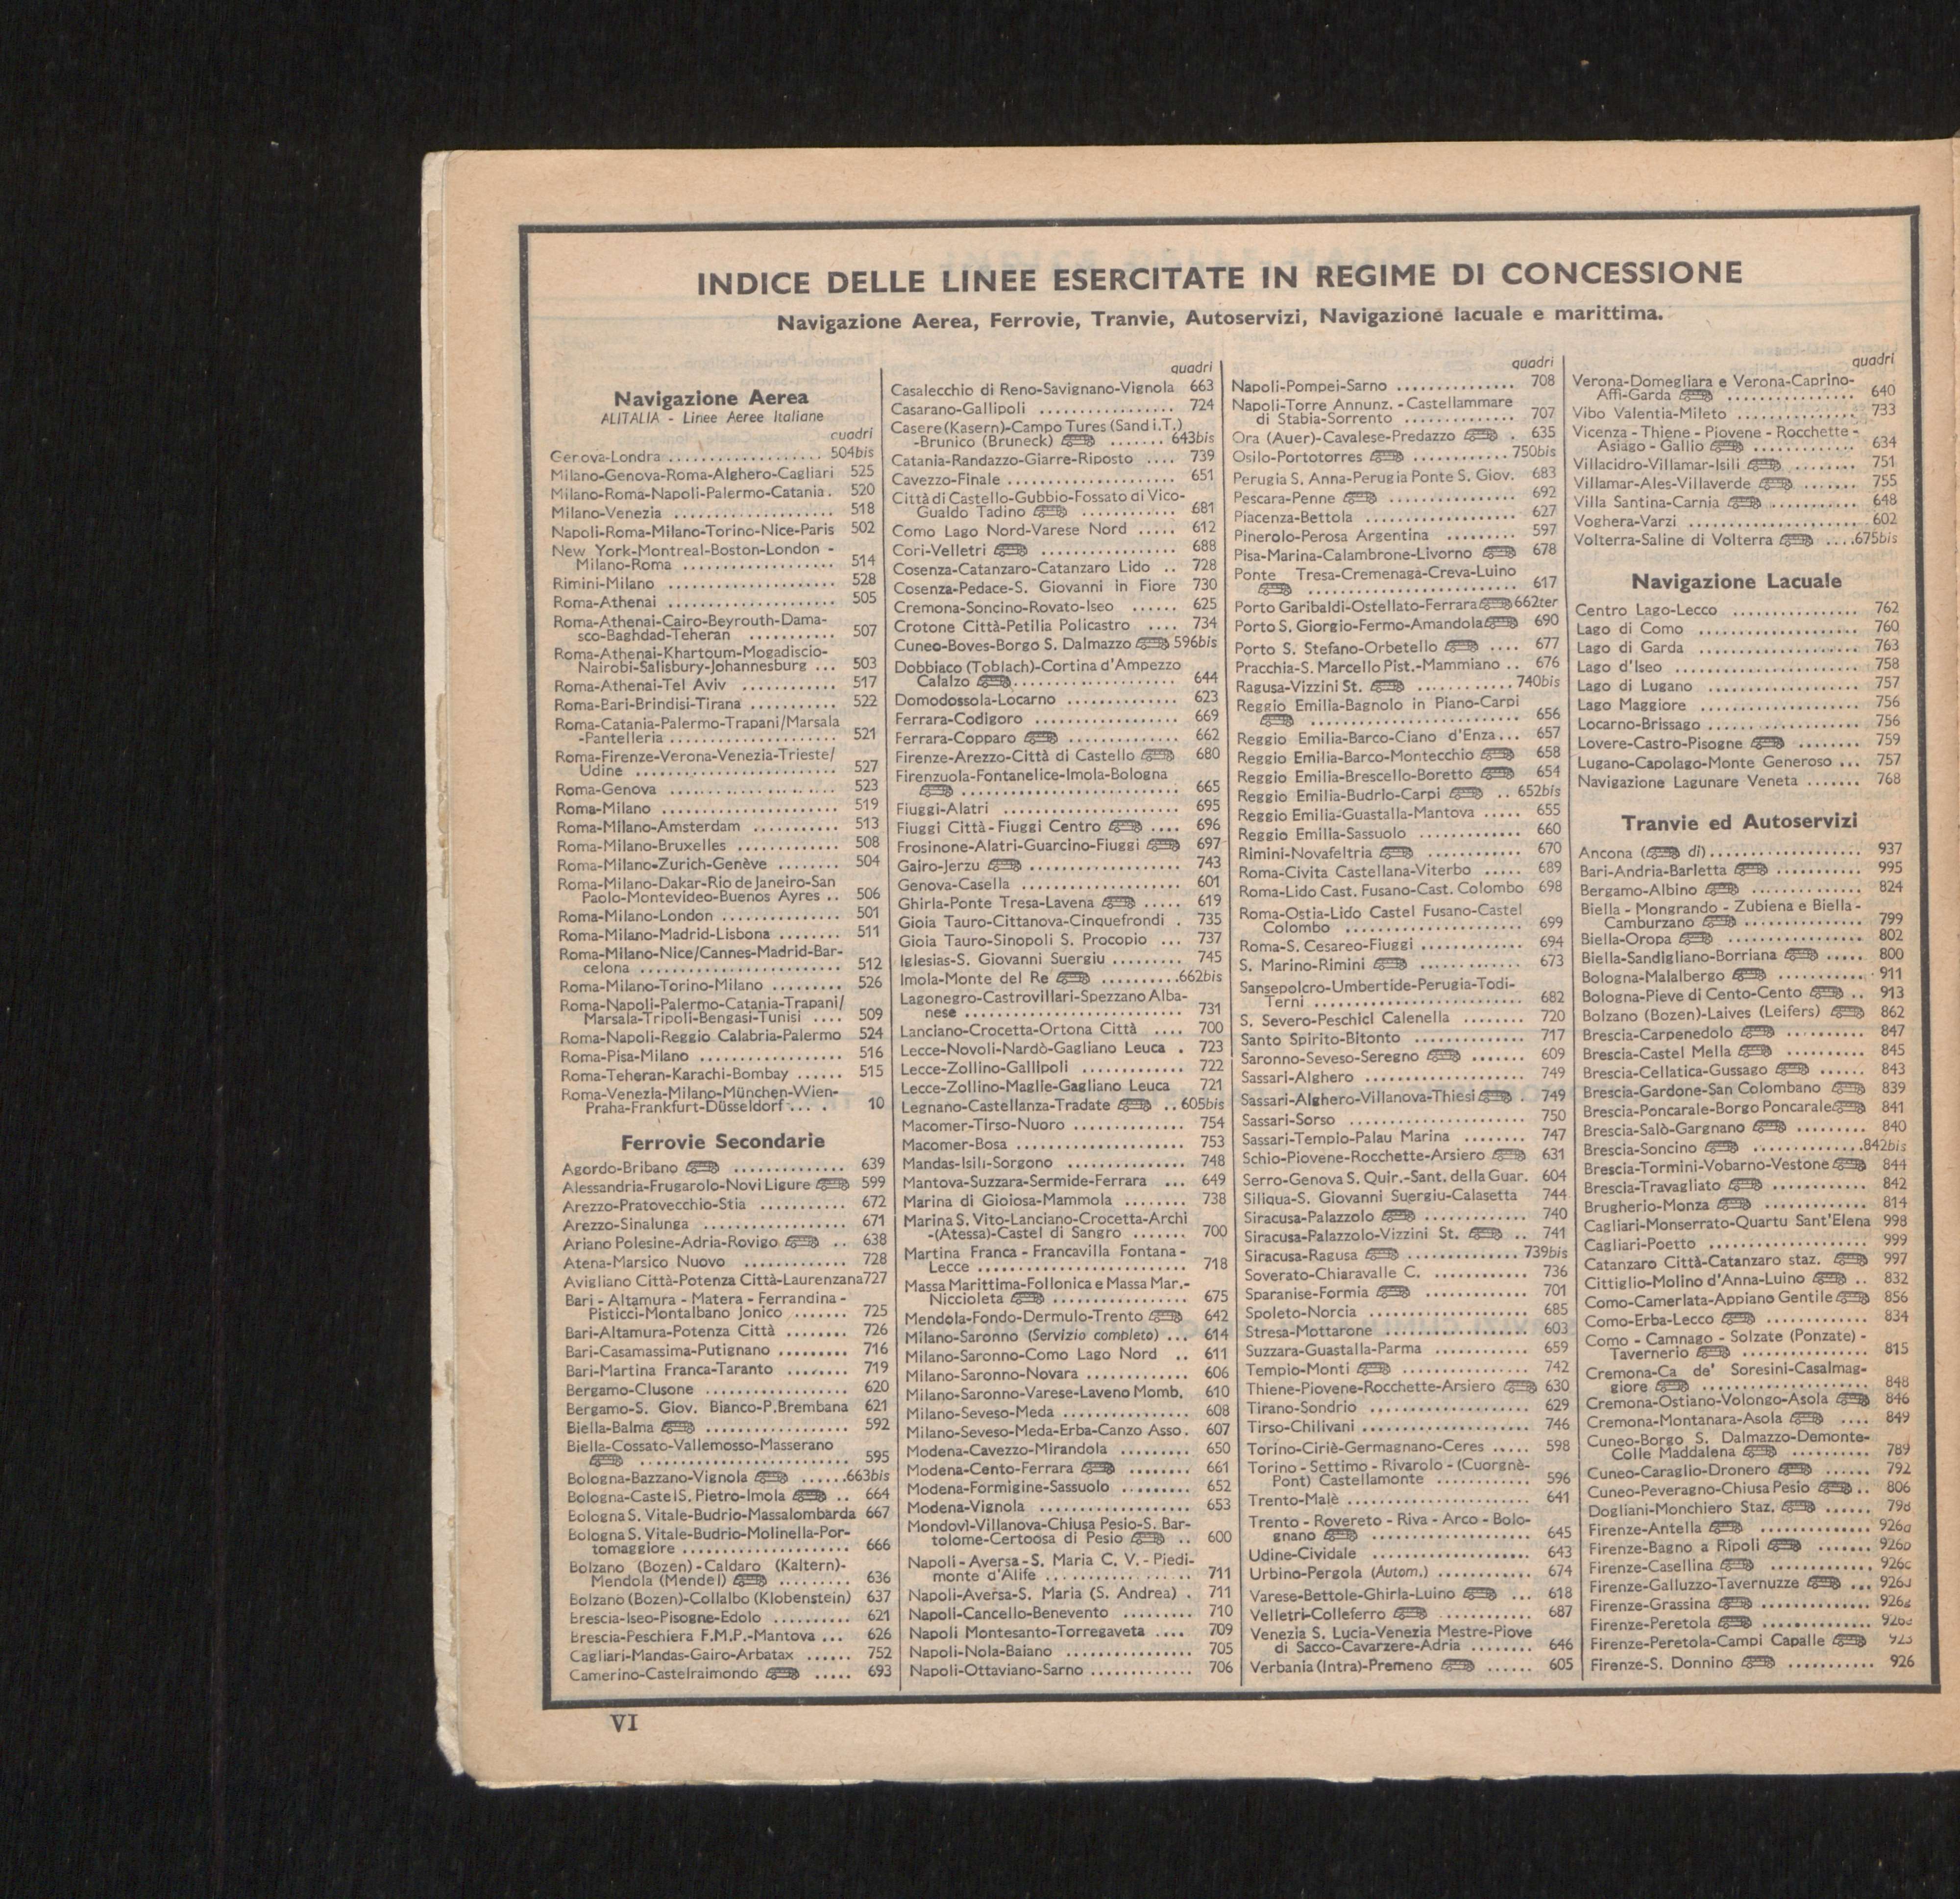 INDICE DELLE LINEE ESERCITATE IN REGIME DI CONCESSIONE
Navigazione Aerea, Ferrovie, Tranvie, Autoservizi, Navigazione lacuale e marittima.
Navigazione Aerea
ALITALIA - Linee Aeree Italiane
quadri
Genova-Londra .................. 504bis
Milano-Genova-Roma-Alghero-Cagliari 525
Milano-Roma-Napoli-Palermo-Catania. 520
Milano-Venezia .................. 518
Napoli-Roma-Milano-Torino-Nice-Paris 502
New York-Montreal-Boston-London -
Milano-Roma .................. 514
Rimini-Milano .................. 528
Roma-Athenai .................. 505
Roma-Athenai-Cairo-Beyrouth-Dama-
sco-Baghdad-Teheran ........... 507
Roma-Athenai-Khartoum-Mogadiscio-
Nairobi-Salisbury-Johannesburg ... 503
Roma-Athenai-Tel Aviv ............ 517
Roma-Bari-Brindisi-Tirana ........... 522
Roma-Catania-Palermo-Trapani/Marsala
-Pantelleria .................. 521
Roma-Firenze-Verona-Venezia-Trieste/
Udine .................. 527
Roma-Genova .................. 523
Roma-Milano .................. 519
Roma-Milano-Amsterdam ........... 513
Roma-Milano-Bruxelles ............ 508
Roma-Milano-Zurich-Genève ........ 504
Roma-Milano-Dakar-Rio de Janeiro-San
Paolo-Montevideo-Buenos Ayres .. 506
Roma-Milano-London .............. 501
Roma-Milano-Madrid-Lisbona ........ 511
Roma-Milano-Nice/Cannes-Madrid-Bar-
celona .................. 512
Roma-Milano-Torino-Milano ......... 526
Roma-Napoli-Palermo-Catania-Trapani/
Marsala-Tripoli-Bengasi-Tunisi .... 509
Roma-Napoli-Reggio Calabria-Palermo 524
Roma-Pisa-Milano .................. 516
Roma-Teheran-Karachi-Bombay ...... 515
Roma-Venezia-Milano-München-Wien-
Praha-Frankfurt-Düsseldorf ... . 10
Ferrovie Secondarie
Agordo-Bribano .............. 639
Alessandria-Frugarolo-Novi Ligure 599
Arezzo-Pratovecchio-Stia ........... 672
Arezzo-Sinalunga .................. 671
Ariano Polesine-Adria-Rovigo .. 638
Atena-Marsico Nuovo ............. 728
Avigliano Città-Potenza Città-Laurenzana 727
Bari - Altamura - Matera - Ferrandina -
Pisticci-Montalbano Jonico ....... 725
Bari-Altamura-Potenza Città ........ 726
Bari-Casamassima-Putignano ......... 716
Bari-Martina Franca-Taranto ........ 719
Bergamo-Clusone ................. 620
Bergamo-S. Giov. Bianco-P.Brembana 621
Biella-Balma ................. 592
Biella-Cossato-Vallemosso-Masserano
.................. 595
Bologna-Bazzano-Vignola ...... 663bis
Bologna-Castel S. Pietro-Imola .. 664
Bologna S. Vitale-Budrio-Massalombarda 667
Bologna S. Vitale-Budrio-Molinella-Por-
tomaggiore .................. 666
Bolzano (Bozen) - Caldaro (Kaltern)-
Mendola (Mendel) ......... 636
Bolzano (Bozen)-Collalbo (Klobenstein) 637
Brescia-Iseo-Pisogne-Edolo .......... 621
Brescia-Peschiera F.M.P.-Mantova ... 626
Cagliari-Mandas-Gairo-Arbatax ...... 752
Camerino-Castelraimondo ..... 693
quadri
Casalecchio di Reno-Savignano-Vignola 663
Casarano-Gallipoli ................. 724
Casere (Kasern)-Campo Tures (Sand i.T.)
-Brunico (Bruneck) ....... 643bis
Catania-Randazzo-Giarre-Riposto .... 739
Cavezzo-Finale .................. 651
Città di Castello-Gubbio-Fossato di Vico-
Gualdo Tadino ............ 681
Como Lago Nord-Varese Nord ..... 612
Cori-Velletri ................. 688
Cosenza-Catanzaro-Catanzaro Lido .. 728
Cosenza-Pedace-S. Giovanni in Fiore 730
Cremona-Soncino-Rovato-Iseo ...... 625
Crotone Città-Petilia Policastro .... 734
Cuneo-Boves-Borgo S. Dalmazzo 596bis
Dobbiaco (Toblach)-Cortina d'Ampezzo
Calalzo .................. 644
Domodossola-Locarno ............. 623
Ferrara-Codigoro .................. 669
Ferrara-Copparo .............. 662
Firenze-Arezzo-Città di Castello 680
Firenzuola-Fontanelice-Imola-Bologna
.................. 665
Fiuggi-Alatri .................. 695
Fiuggi Città - Fiuggi Centro .... 696
Frosinone-Alatri-Guarcino-Fiuggi 697
Gairo-Jerzu .................. 743
Genova-Casella .................. 601
Ghirla-Ponte Tresa-Lavena ..... 619
Gioia Tauro-Cittanova-Cinquefrondi . 735
Gioia Tauro-Sinopoli S. Procopio ... 737
Iglesias-S. Giovanni Suergiu ......... 745
Imola-Monte del Re .......... 662bis
Lagonegro-Castrovillari-Spezzano Alba-
nese .................. 731
Lanciano-Crocetta-Ortona Città .... 700
Lecce-Novoli-Nardò-Gagliano Leuca . 723
Lecce-Zollino-Gallipoli ............ 722
Lecce-Zollino-Maglie-Gagliano Leuca 721
Legnano-Castellanza-Tradate .. 605bis
Macomer-Tirso-Nuoro ............. 754
Macomer-Bosa .................. 753
Mandas-Isili-Sorgono .............. 748
Mantova-Suzzara-Sermide-Ferrara ... 649
Marina di Gioiosa-Mammola ........ 738
Marina S. Vito-Lanciano-Crocetta-Archi
-(Atessa)-Castel di Sangro ....... 700
Martina Franca - Francavilla Fontana -
Lecce .................. 718
Massa Marittima-Follonica e Massa Mar.-
Niccioleta ................. 675
Mendola-Fondo-Dermulo-Trento 642
Milano-Saronno (Servizio completo) ... 614
Milano-Saronno-Como Lago Nord .. 611
Milano-Saronno-Novara ............ 606
Milano-Saronno-Varese-Laveno Momb. 610
Milano-Seveso-Meda .............. 608
Milano-Seveso-Meda-Erba-Canzo Asso. 607
Modena-Cavezzo-Mirandola ......... 650
Modena-Cento-Ferrara ........ 661
Modena-Formigine-Sassuolo ......... 652
Modena-Vignola .................. 653
Mondovì-Villanova-Chiusa Pesio-S. Bar-
tolome-Certosa di Pesio .. 600
Napoli - Aversa - S. Maria C. V. - Piedi-
monte d'Alife .................. 711
Napoli-Aversa-S. Maria (S. Andrea) . 711
Napoli-Cancello-Benevento ......... 710
Napoli Montesanto-Torregaveta .... 709
Napoli-Nola-Baiano ............... 705
Napoli-Ottaviano-Sarno ............ 706
quadri
Napoli-Pompei-Sarno .............. 708
Napoli-Torre Annunz. - Castellammare
di Stabia-Sorrento ............ 707
Ora (Auer)-Cavalese-Predazzo . 635
Osilo-Portotorres ............ 750bis
Perugia S. Anna-Perugia Ponte S. Giov. 683
Pescara-Penne ............... 692
Piacenza-Bettola .................. 627
Pinerolo-Perosa Argentina ......... 597
Pisa-Marina-Calambrone-Livorno 678
Ponte Tresa-Cremenaga-Creva-Luino
.................. 617
Porto Garibaldi-Ostellato-Ferrara 662ter
Porto S. Giorgio-Fermo-Amandola 690
Porto S. Stefano-Orbetello .... 677
Pracchia-S. Marcello Pist.-Mammiano .. 676
Ragusa-Vizzini St. ............ 740bis
Reggio Emilia-Bagnolo in Piano-Carpi
.................. 656
Reggio Emilia-Barco-Ciano d'Enza... 657
Reggio Emilia-Barco-Montecchio 658
Reggio Emilia-Brescello-Boretto 654
Reggio Emilia-Budrio-Carpi .. 652bis
Reggio Emilia-Guastalla-Mantova ..... 655
Reggio Emilia-Sassuolo ............ 660
Rimini-Novafeltria ............ 670
Roma-Civita Castellana-Viterbo ..... 689
Roma-Lido Cast. Fusano-Cast. Colombo 698
Roma-Ostia-Lido Castel Fusano-Castel
Colombo .................. 699
Roma-S. Cesareo-Fiuggi ............ 694
S. Marino-Rimini ............. 673
Sansepolcro-Umbertide-Perugia-Todi-
Terni .................. 682
S. Severo-Peschici Calenella ........ 720
Santo Spirito-Bitonto .............. 717
Saronno-Seveso-Seregno ....... 609
Sassari-Alghero .................. 749
Sassari-Alghero-Villanova-Thiesi . 749
Sassari-Sorso .................. 750
Sassari-Tempio-Palau Marina ........ 747
Schio-Piovene-Rocchette-Arsiero 631
Serro-Genova S. Quir.-Sant. della Guar. 604
Siliqua-S. Giovanni Suergiu-Calasetta 744
Siracusa-Palazzolo ............ 740
Siracusa-Palazzolo-Vizzini St. .. 741
Siracusa-Ragusa .............. 739bis
Soverato-Chiaravalle C. ............ 736
Sparanise-Formia ............. 701
Spoleto-Norcia .................. 685
Stresa-Mottarone .................. 603
Suzzara-Guastalla-Parma ............ 659
Tempio-Monti ............... 742
Thiene-Piovene-Rocchette-Arsiero 630
Tirano-Sondrio .................. 629
Tirso-Chilivani .................. 746
Torino-Ciriè-Germagnano-Ceres ..... 598
Torino - Settimo - Rivarolo - (Cuorgnè-
Pont) Castellamonte ............ 596
Trento-Malè .................. 641
Trento - Rovereto - Riva - Arco - Bolo-
gnano .................. 645
Udine-Cividale .................. 643
Urbino-Pergola (Autom.) ............ 674
Varese-Bettole-Ghirla-Luino ... 618
Velletri-Colleferro ............ 687
Venezia S. Lucia-Venezia Mestre-Piove
di Sacco-Cavarzere-Adria ........ 646
Verbania (Intra)-Premeno ...... 605
quadri
Verona-Domegliara e Verona-Caprino-
Affi-Garda ............... 640
Vibo Valentia-Mileto .............. 733
Vicenza - Thiene - Piovene - Rocchette -
Asiago - Gallio ............ 634
Villacidro-Villamar-Isili ........ 751
Villamar-Ales-Villaverde ....... 755
Villa Santina-Carnia ........... 648
Voghera-Varzi .................. 602
Volterra-Saline di Volterra .... 675bis
Navigazione Lacuale
Centro Lago-Lecco .............. 762
Lago di Como .................. 760
Lago di Garda .................. 763
Lago d'Iseo .................. 758
Lago di Lugano .................. 757
Lago Maggiore .................. 756
Locarno-Brissago .................. 756
Lovere-Castro-Pisogne ........ 759
Lugano-Capolago-Monte Generoso ... 757
Navigazione Lagunare Veneta ....... 768
Tranvie ed Autoservizi
Ancona ( di).................. 937
Bari-Andria-Barletta ............ 995
Bergamo-Albino .............. 824
Biella - Mongrando - Zubiena e Biella -
Camburzano ............... 799
Biella-Oropa .................. 802
Biella-Sandigliano-Borriana ..... 800
Bologna-Malalbergo ........... 911
Bologna-Pieve di Cento-Cento .. 913
Bolzano (Bozen)-Laives (Leifers) 862
Brescia-Carpenedolo .......... 847
Brescia-Castel Mella .......... 845
Brescia-Cellatica-Gussago ...... 843
Brescia-Gardone-San Colombano 839
Brescia-Poncarale-Borgo Poncarale 841
Brescia-Salò-Gargnano ......... 840
Brescia-Soncino .............. 842bis
Brescia-Tormini-Vobarno-Vestone 844
Brescia-Travagliato ............ 842
Brugherio-Monza ............. 814
Cagliari-Monserrato-Quartu Sant'Elena 998
Cagliari-Poetto .................. 999
Catanzaro Città-Catanzaro staz. 997
Cittiglio-Molino d'Anna-Luino .. 832
Como-Camerlata-Appiano Gentile 856
Como-Erba-Lecco ............. 834
Como - Camnago - Solzate (Ponzate) -
Tavernerio ............... 815
Cremona-Ca de' Soresini-Casalmag-
giore .................. 848
Cremona-Ostiano-Volongo-Asola 846
Cremona-Montanara-Asola .... 849
Cuneo-Borgo S. Dalmazzo-Demonte-
Colle Maddalena .......... 789
Cuneo-Caraglio-Dronero ...... 792
Cuneo-Peveragno-Chiusa Pesio .. 806
Dogliani-Monchiero Staz. ...... 798
Firenze-Antella ............... 926a
Firenze-Bagno a Ripoli ....... 926b
Firenze-Casellina ............. 926c
Firenze-Galluzzo-Tavernuzze ...
Firenze-Grassina ..............
Firenze-Peretola ..............
Firenze-Peretola-Campi Capalle
Firenze-S. Donnino ........... 926
VI